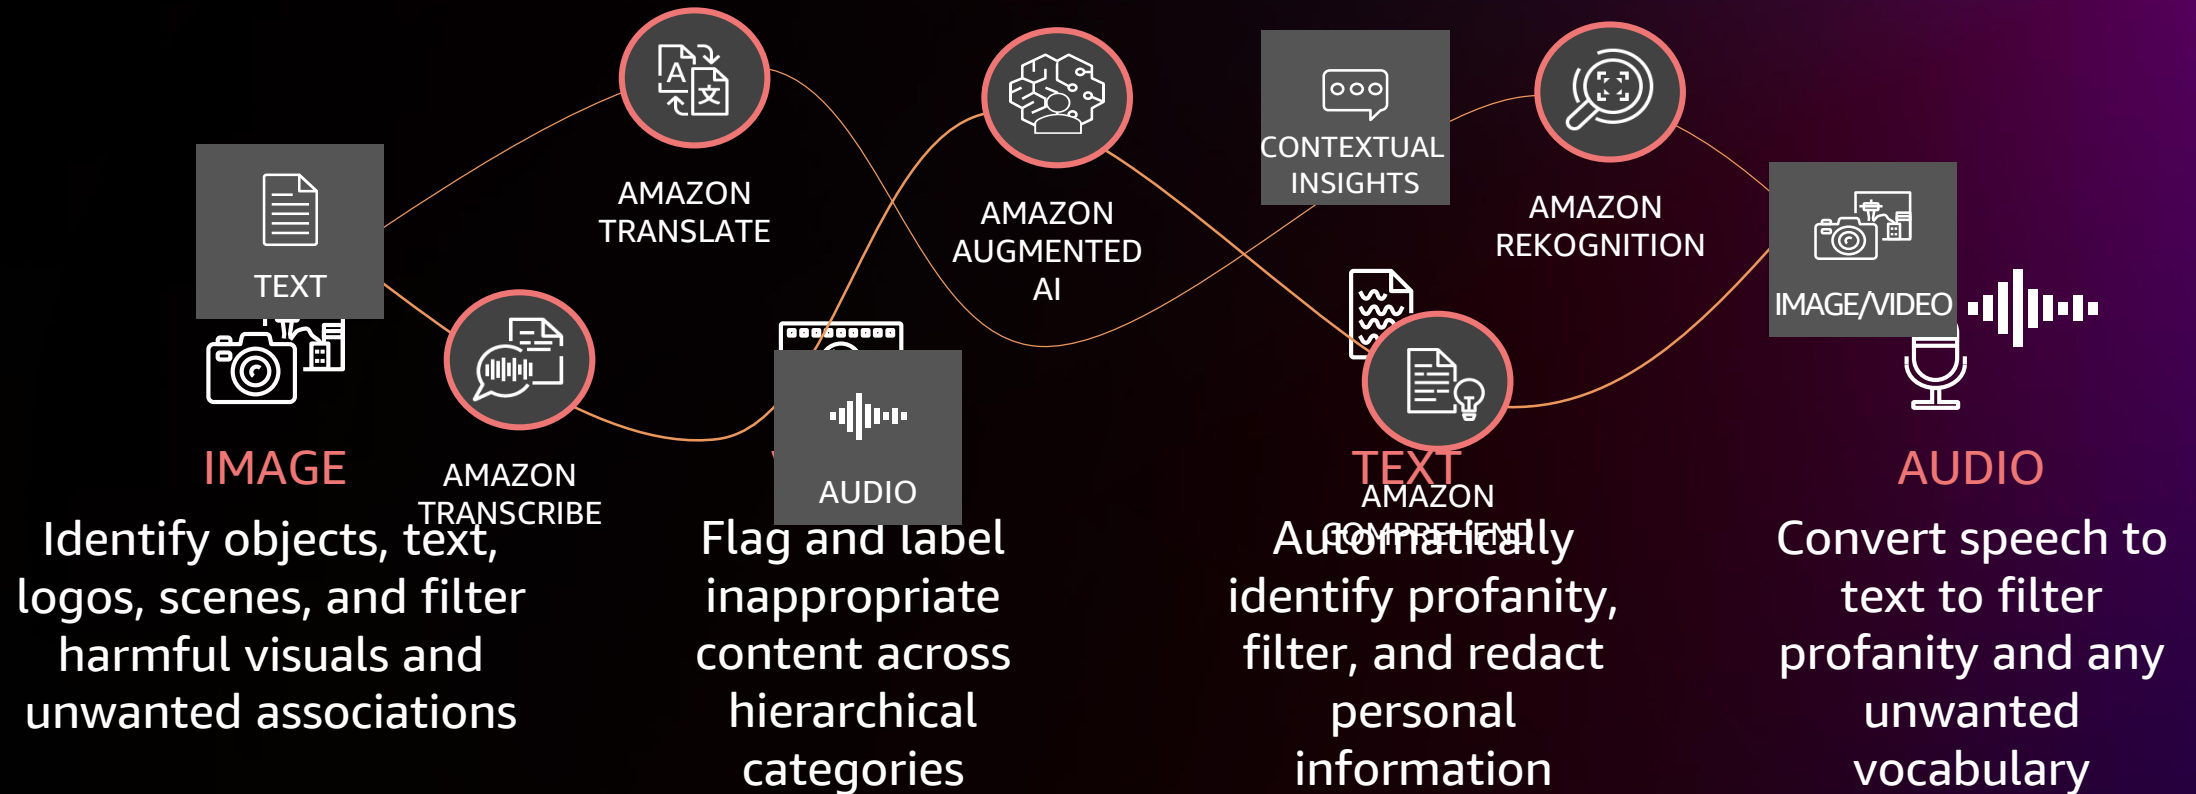 TEXT
AMAZON
TRANSLATE
AMAZON
AUGMENTED
AI
CONTEXTUAL
INSIGHTS
AMAZON
REKOGNITION
IMAGE/VIDEO
AMAZON
TRANSCRIBE
AUDIO
AMAZON
COMPREHEND
IMAGE
Identify objects, text,
logos, scenes, and filter
harmful visuals and
unwanted associations
Flag and label
inappropriate
content across
hierarchical
categories
TEXT
Automatically
identify profanity,
filter, and redact
personal
information
AUDIO
Convert speech to
text to filter
profanity and any
unwanted
vocabulary